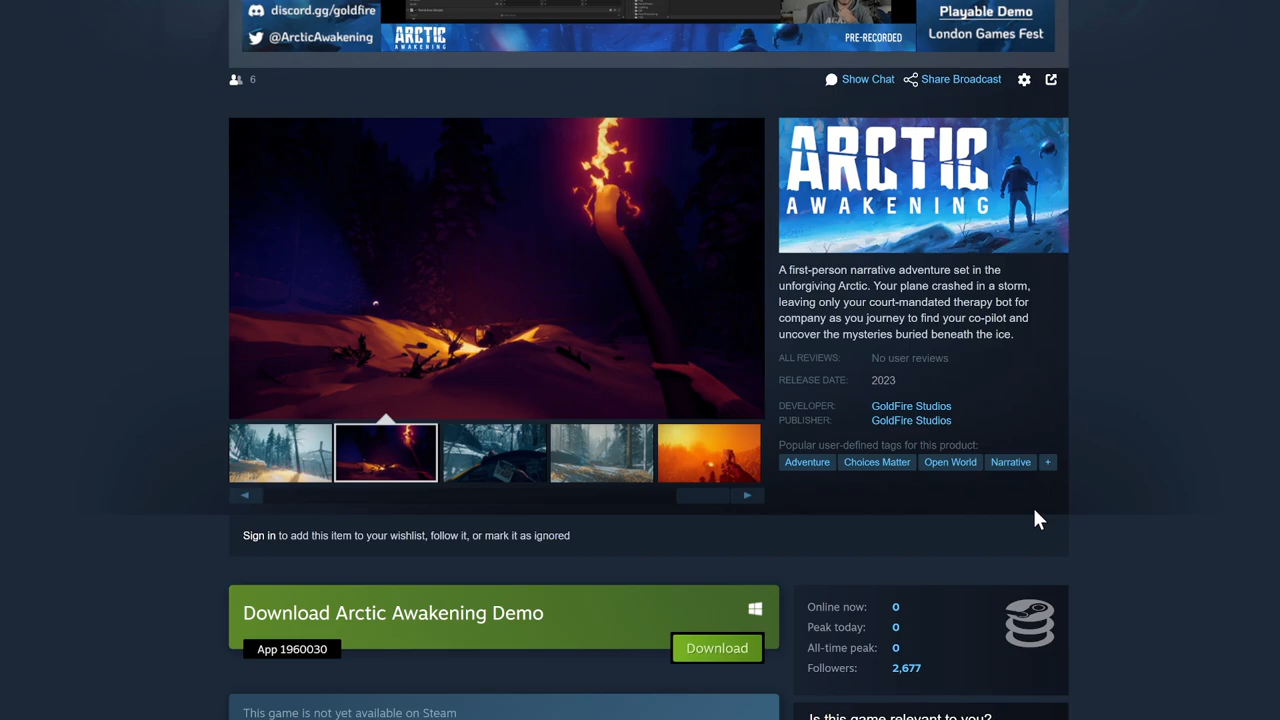 discord.gg/goldfire
@ArcticAwakening
ARCTIC
AWAKENING
PRE-RECORDED
Playable Demo
London Games Fest
6
Show Chat
Share Broadcast
ARCTIC
AWAKENING
A first-person narrative adventure set in the
unforgiving Arctic. Your plane crashed in a storm,
leaving only your court-mandated therapy bot for
company as you journey to find your co-pilot and
uncover the mysteries buried beneath the ice.
ALL REVIEWS: No user reviews
RELEASE DATE: 2023
DEVELOPER: GoldFire Studios
PUBLISHER: GoldFire Studios
Popular user-defined tags for this product:
Adventure Choices Matter Open World Narrative +
Sign in to add this item to your wishlist, follow it, or mark it as ignored
Download Arctic Awakening Demo
App 1960030
Download
Online now: 0
Peak today: 0
All-time peak: 0
Followers: 2,677
This game is not yet available on Steam
Is this game relevant to you?